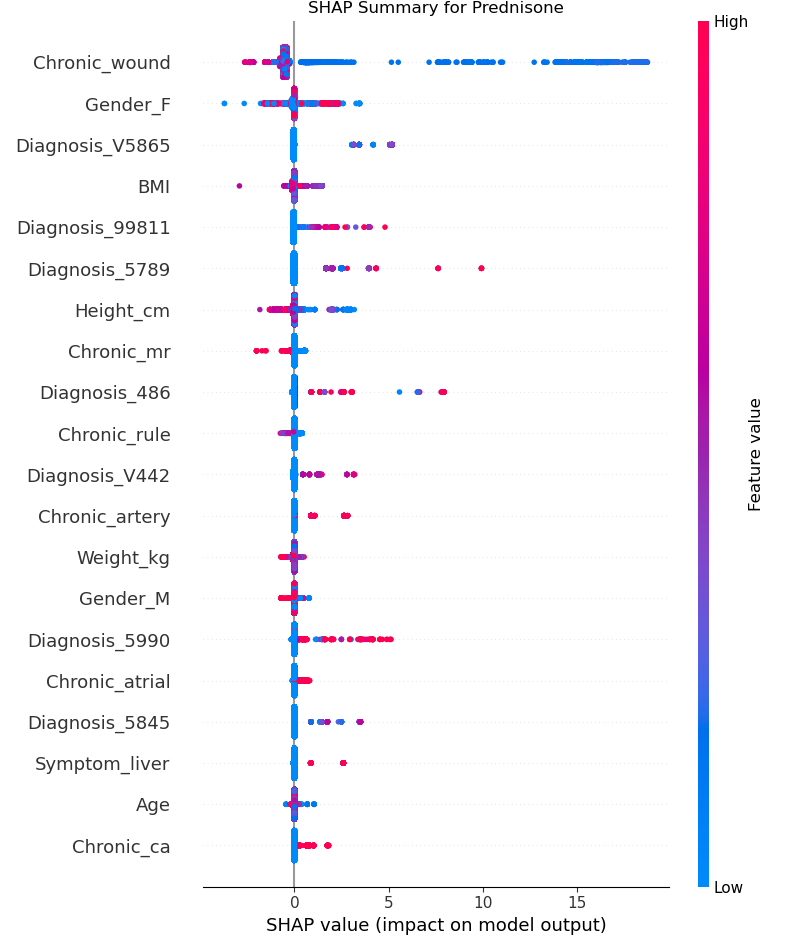 SHAP Summary for Prednisone
High
Chronic_wound
Gender_F
Diagnosis_V5865
BMI
Diagnosis_99811
Diagnosis_5789
Height_cm
Chronic_mr
Diagnosis_486
Chronic_rule
Diagnosis_V442
Chronic_artery
Weight_kg
Gender_M
Diagnosis_5990
Chronic_atrial
Diagnosis_5845
Symptom_liver
Age
Chronic_ca
Feature value
Low
0 5 10 15
SHAP value (impact on model output)